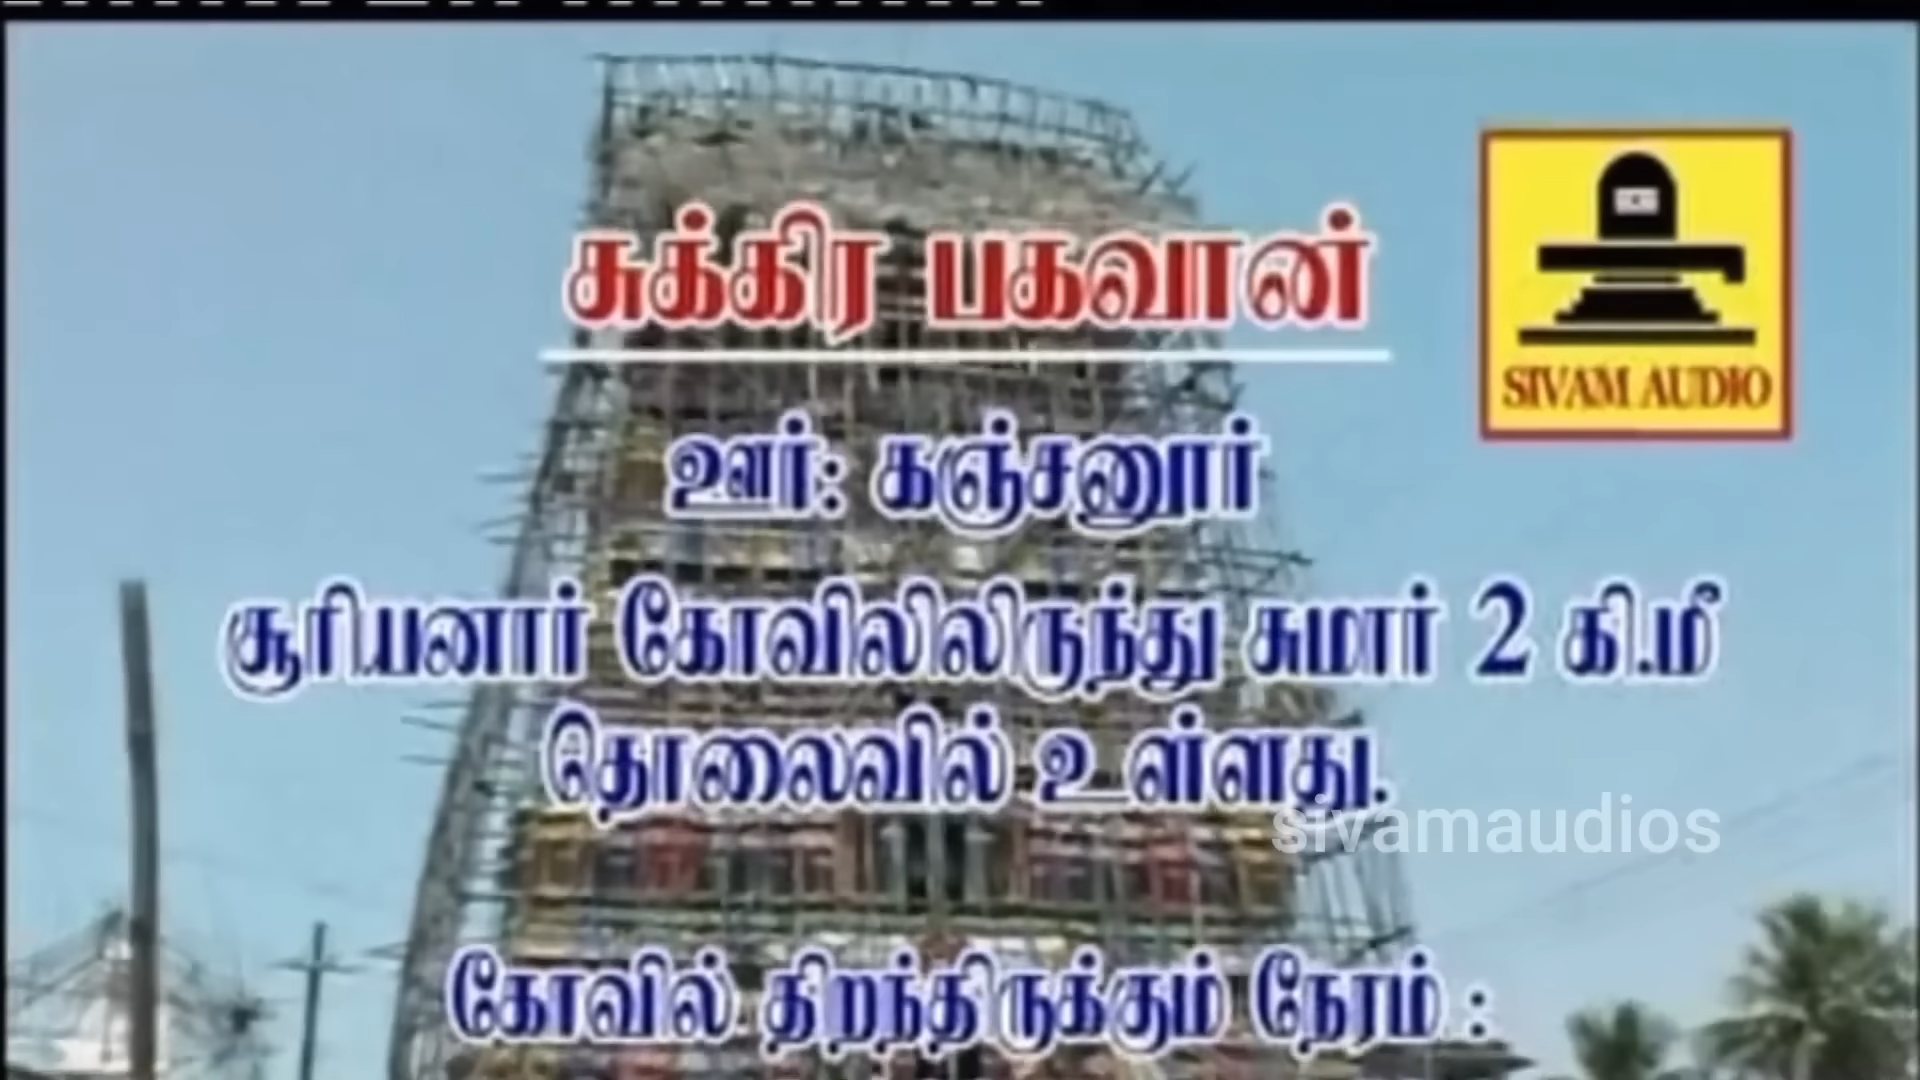 சுக்கிர பகவான்
SIVAM AUDIO
ஊர்: கஞ்சனூர்
சூரியனார் கோவிலிலிருந்து சுமார் 2 கி.மீ
தொலைவில் உள்ளது.
sivamaudios
கோவில் திறந்திருக்கும் நேரம் :